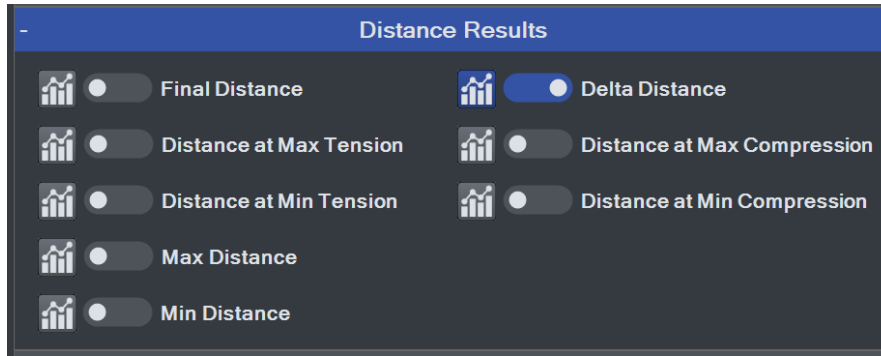 - Distance Results
Final Distance Delta Distance
Distance at Max Tension Distance at Max Compression
Distance at Min Tension Distance at Min Compression
Max Distance
Min Distance